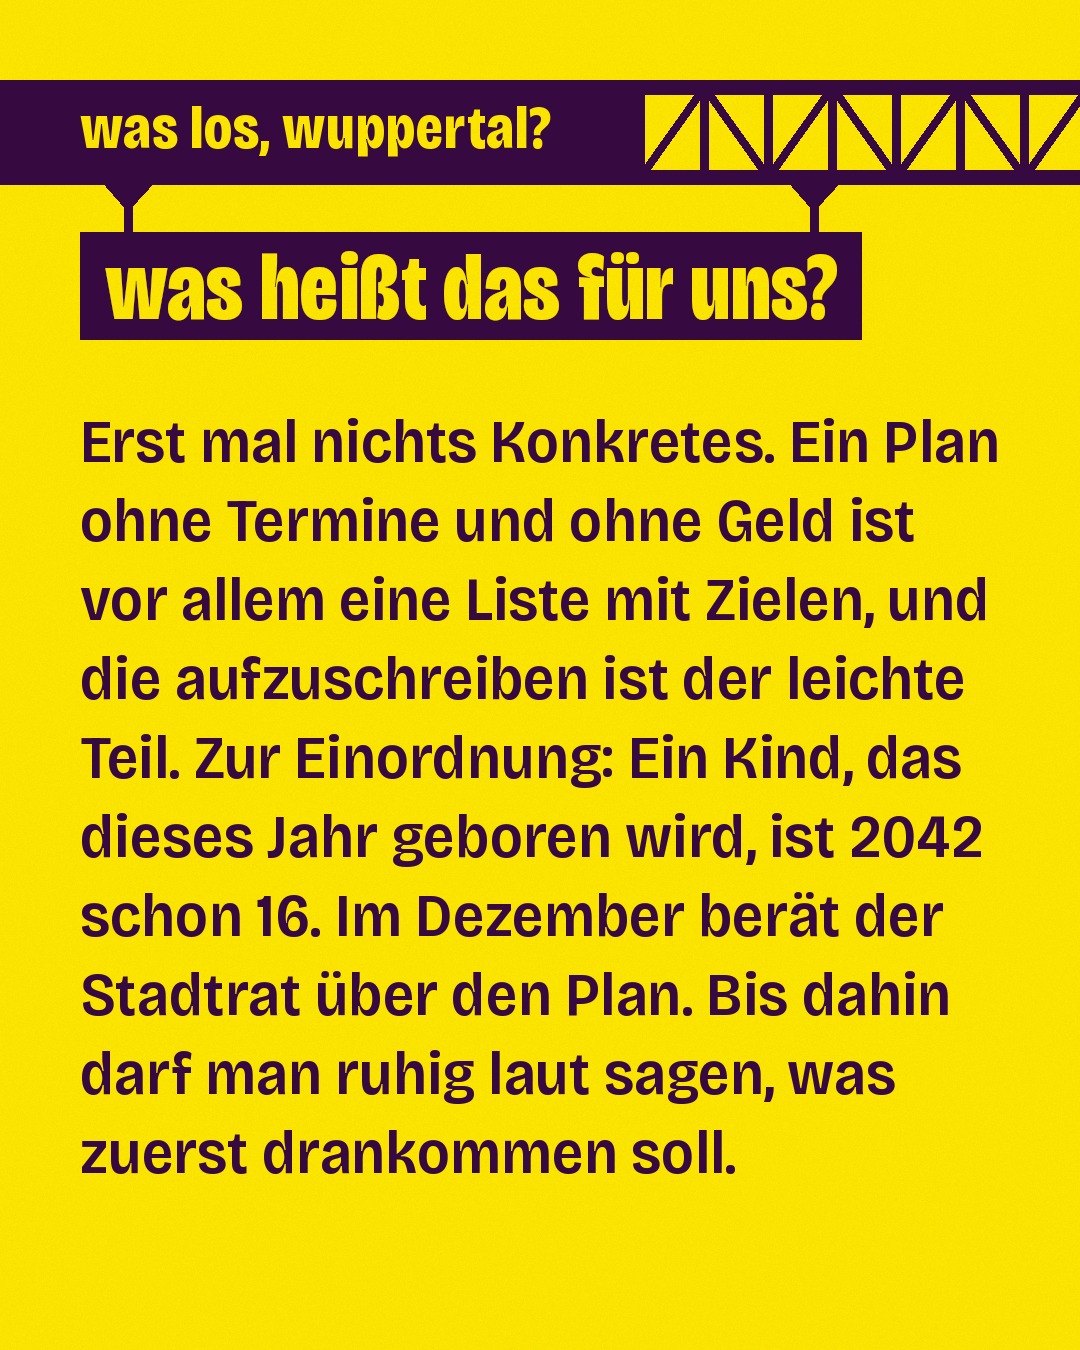 was los, wuppertal?
was heißt das für uns?
Erst mal nichts Konkretes. Ein Plan
ohne Termine und ohne Geld ist
vor allem eine Liste mit Zielen, und
die aufzuschreiben ist der leichte
Teil. Zur Einordnung: Ein Kind, das
dieses Jahr geboren wird, ist 2042
schon 16. Im Dezember berät der
Stadtrat über den Plan. Bis dahin
darf man ruhig laut sagen, was
zuerst drankommen soll.